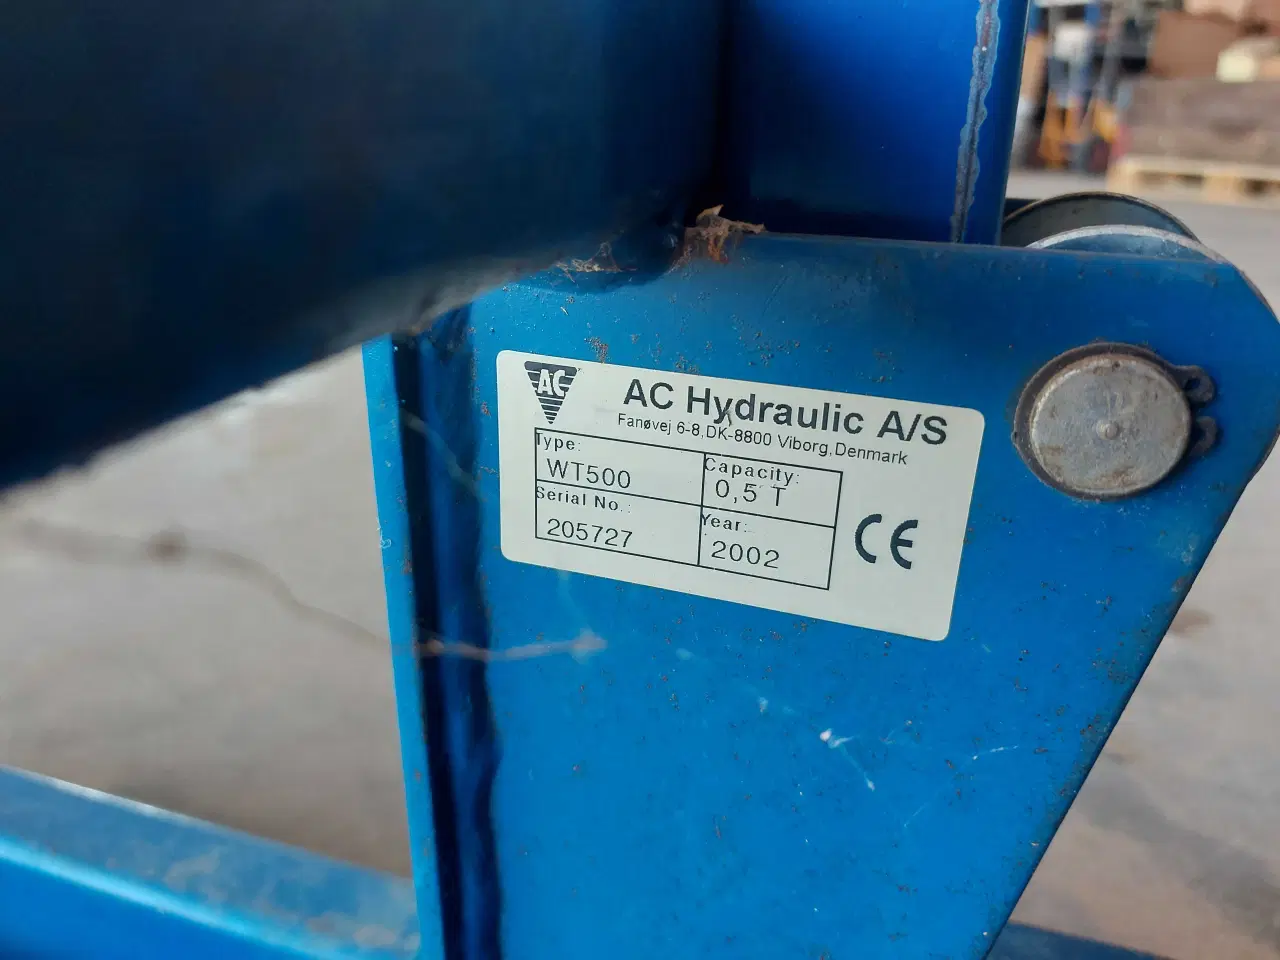 AC
AC Hydraulic A/S
Fanøvej 6-8, DK-8800 Viborg, Denmark
Type:
WT500
Capacity:
0,5 T
Serial No.:
205727
Year:
2002
CE